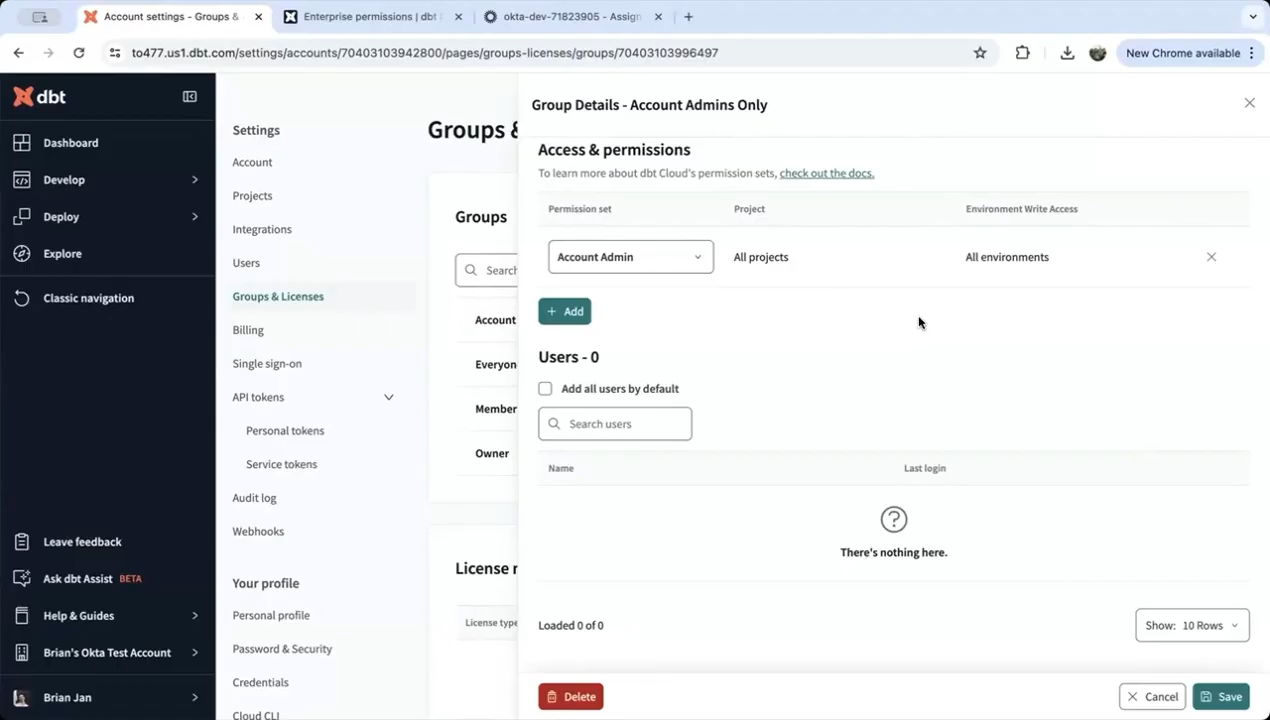 Account settings - Groups &
Enterprise permissions | dbt
okta-dev-71823905 - Assign
to477.us1.dbt.com/settings/accounts/70403103942800/pages/groups-licenses/groups/70403103996497
New Chrome available
dbt
Dashboard
Develop
Deploy
Explore
Classic navigation
Leave feedback
Ask dbt Assist BETA
Help & Guides
Brian's Okta Test Account
Brian Jan
Settings
Account
Projects
Integrations
Users
Groups & Licenses
Billing
Single sign-on
API tokens
Personal tokens
Service tokens
Audit log
Webhooks
Your profile
Personal profile
Password & Security
Credentials
Cloud CLI
Groups &
Groups
Search
Account
Everyon
Member
Owner
License
License type
Group Details - Account Admins Only
Access & permissions
To learn more about dbt Cloud's permission sets, check out the docs.
Permission set Project Environment Write Access
Account Admin All projects All environments
+ Add
Users - 0
Add all users by default
Search users
Name Last login
There's nothing here.
Loaded 0 of 0
Show: 10 Rows
Delete
Cancel
Save